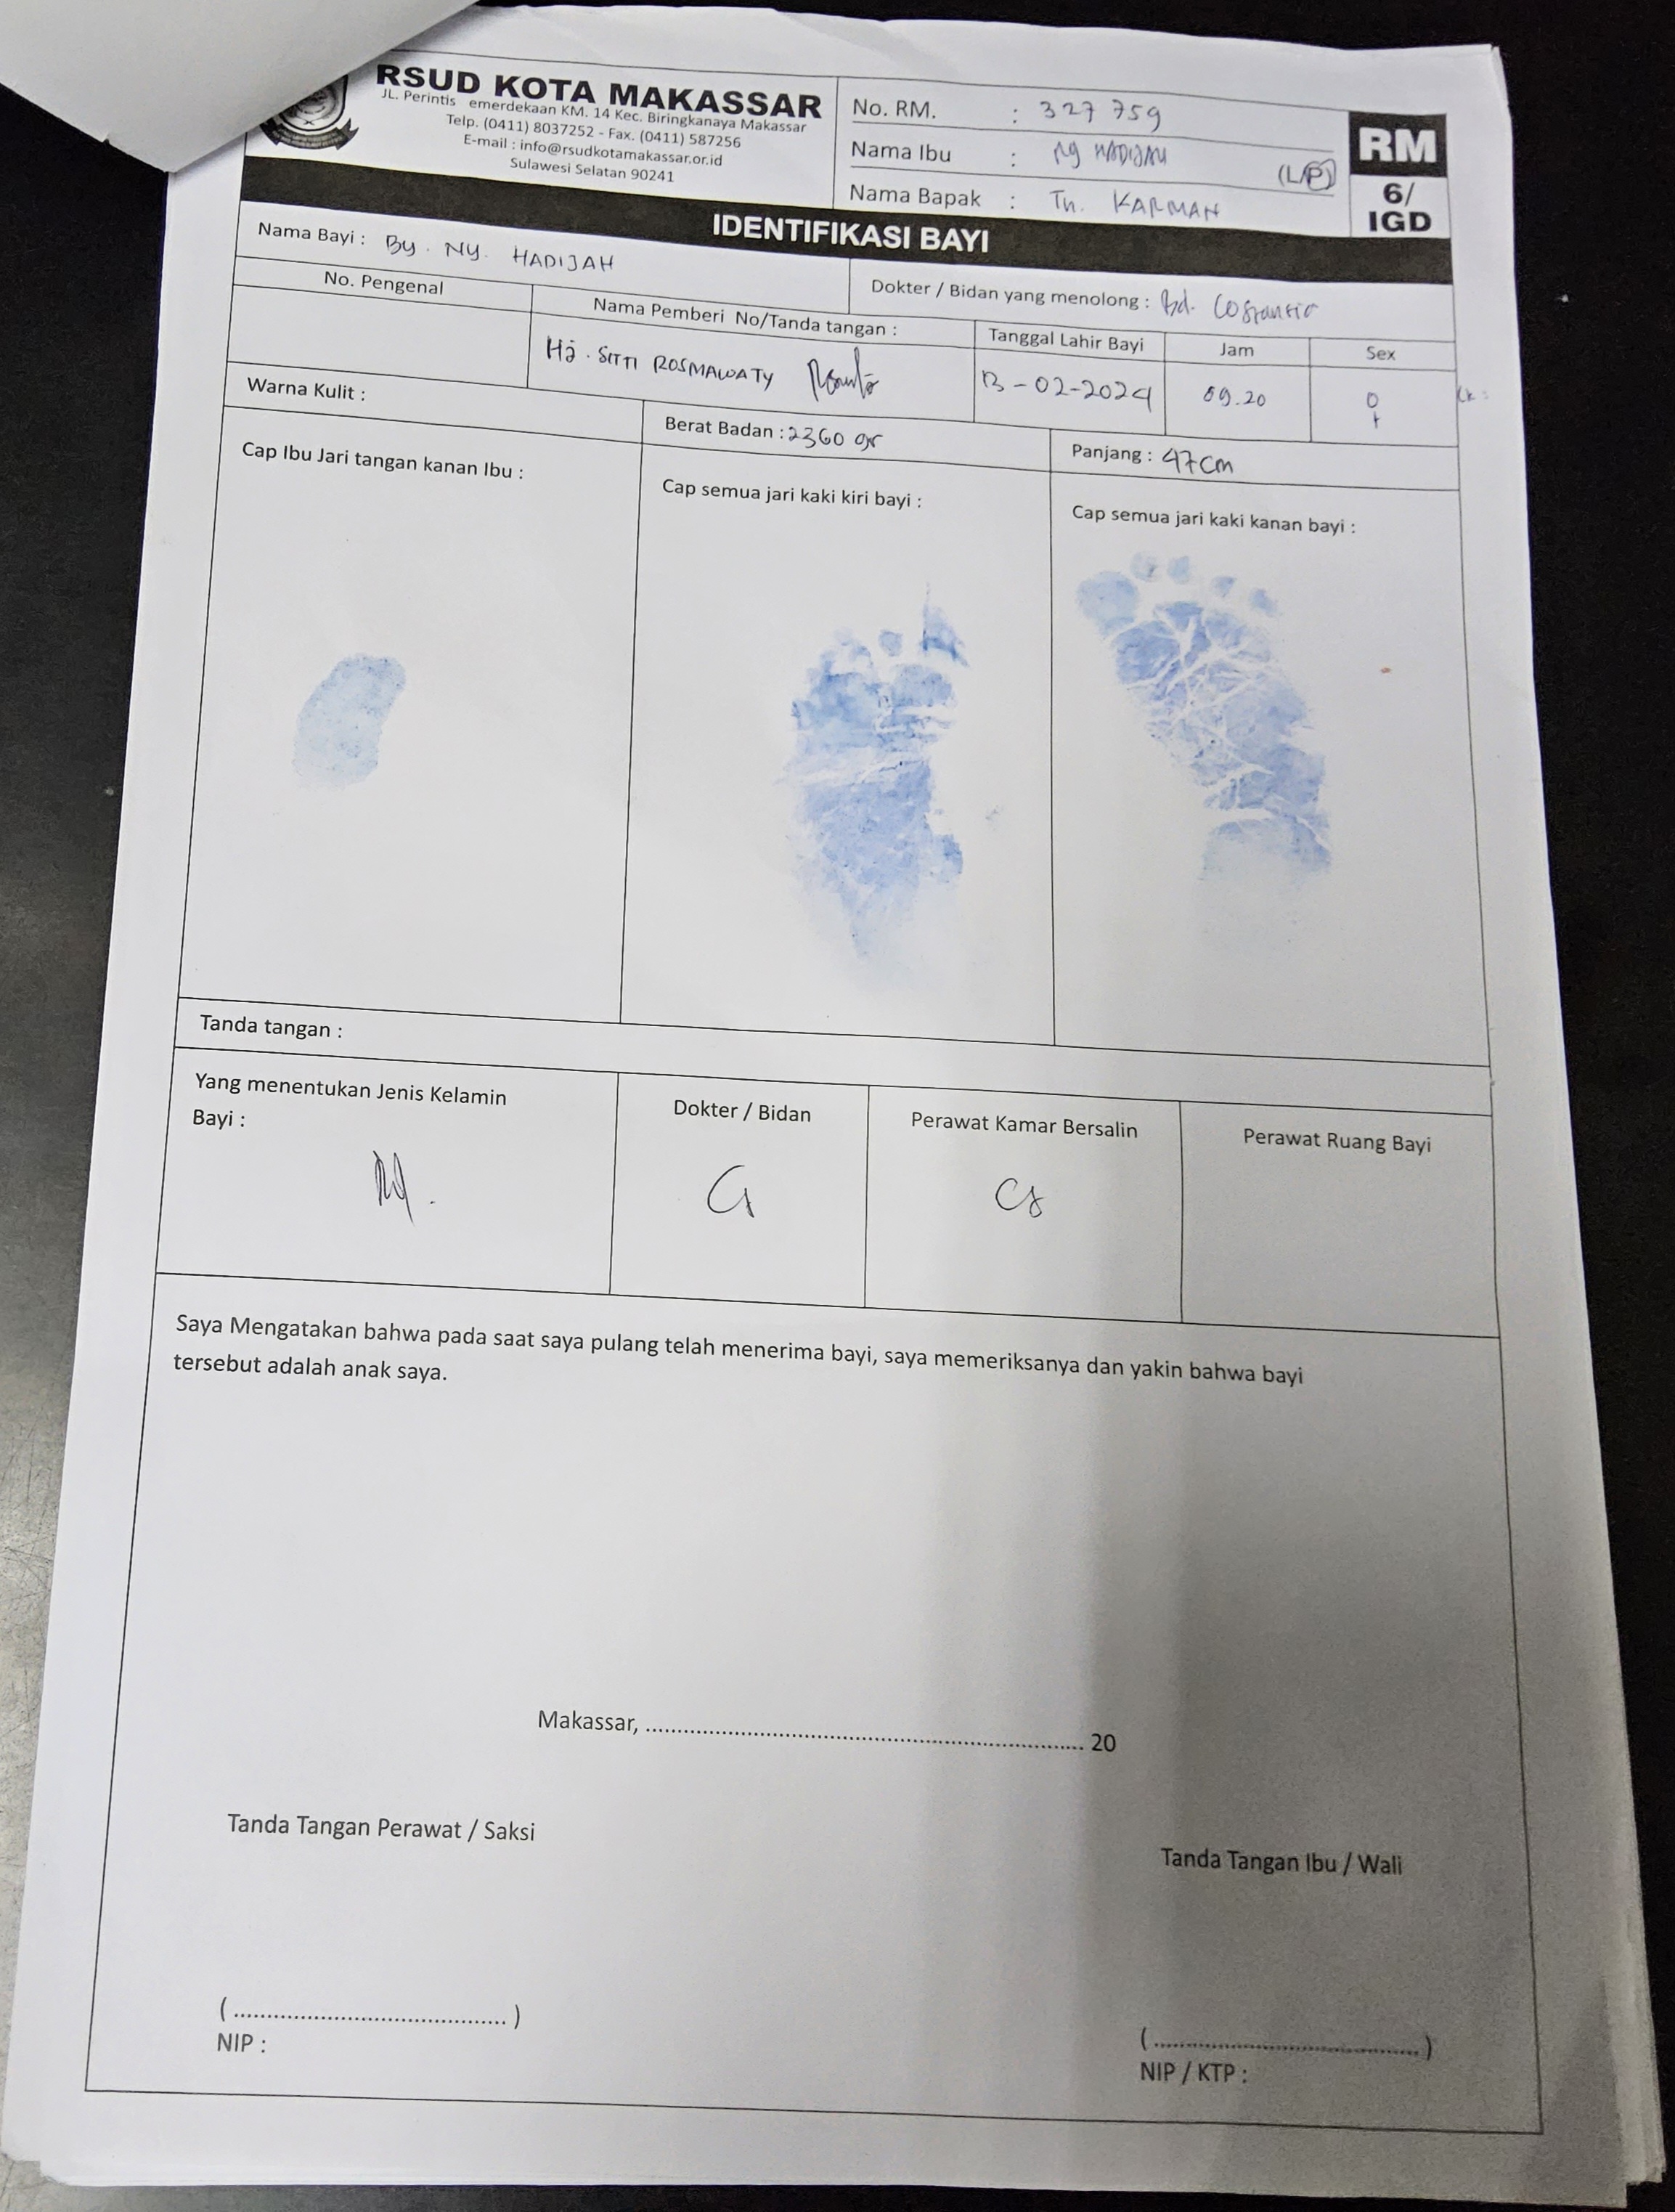 RSUD KOTA MAKASSAR
JL. Perintis emerdekaan KM. 14 Kec. Biringkanaya Makassar
Telp. (0411) 8037252 - Fax. (0411) 587256
E-mail : info@rsudkotamakassar.or.id
Sulawesi Selatan 90241
No. RM. : 327 759
Nama Ibu : Ny HADIJAH
(L/P)
Nama Bapak : Tn. KARMAN
RM
6/
IGD
IDENTIFIKASI BAYI
Nama Bayi : By. NY. HADIJAH
Dokter / Bidan yang menolong : Bd.
No. Pengenal
Nama Pemberi No/Tanda tangan :
Tanggal Lahir Bayi
Jam
Sex
Hj. SITTI ROSMAWATY
13-02-2024
09.20
♀
Warna Kulit :
Berat Badan : 2360 gr
Panjang : 47cm
Cap Ibu Jari tangan kanan Ibu :
Cap semua jari kaki kiri bayi :
Cap semua jari kaki kanan bayi :
Tanda tangan :
Yang menentukan Jenis Kelamin
Bayi :
Dokter / Bidan
Perawat Kamar Bersalin
Perawat Ruang Bayi
Saya Mengatakan bahwa pada saat saya pulang telah menerima bayi, saya memeriksanya dan yakin bahwa bayi
tersebut adalah anak saya.
Makassar, .................................................................... 20
Tanda Tangan Perawat / Saksi
Tanda Tangan Ibu / Wali
( .......................................... )
NIP :
( .......................................... )
NIP / KTP :